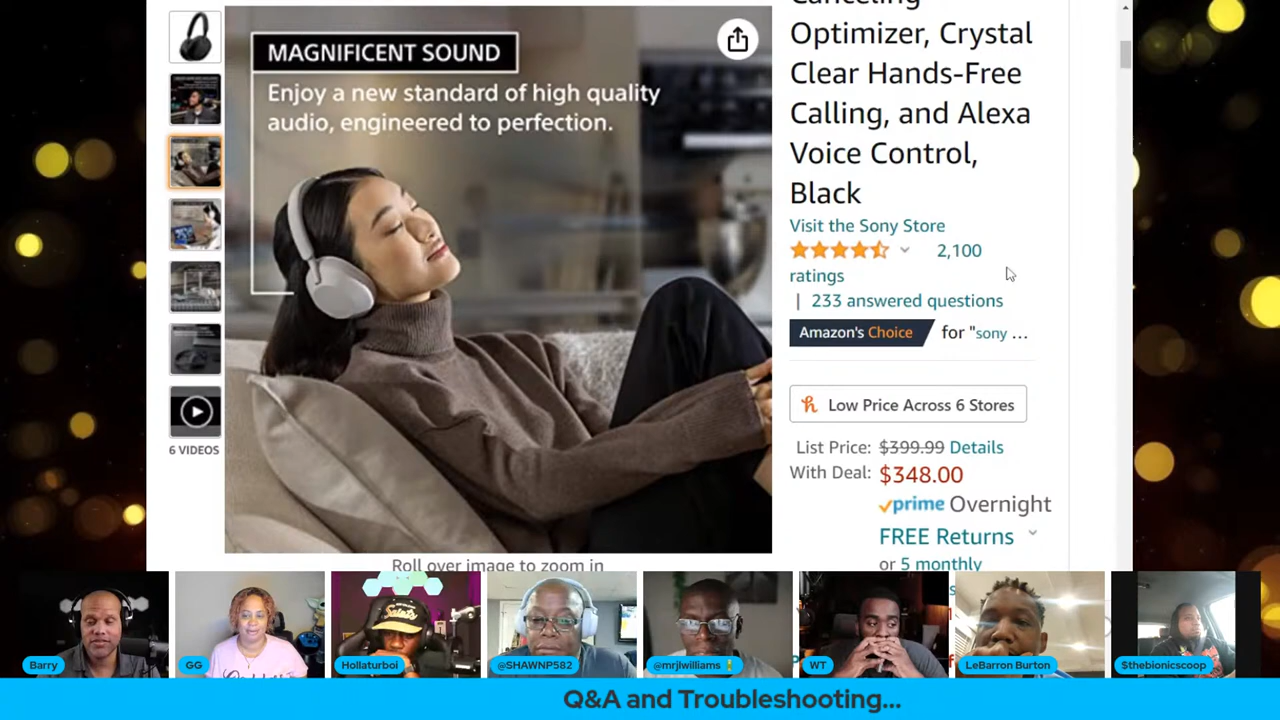 MAGNIFICENT SOUND
Enjoy a new standard of high quality
audio, engineered to perfection.
6 VIDEOS
Roll over image to zoom in
Canceling
Optimizer, Crystal
Clear Hands-Free
Calling, and Alexa
Voice Control,
Black
Visit the Sony Store
2,100
ratings
| 233 answered questions
Amazon's Choice for "sony ...
Low Price Across 6 Stores
List Price: $399.99 Details
With Deal: $348.00
prime Overnight
FREE Returns
or 5 monthly
Saints
Barry
GG
Hollaturboi
@SHAWNP582
@mrjlwilliams
WT
LeBarron Burton
$thebionicscoop
Q&A and Troubleshooting...